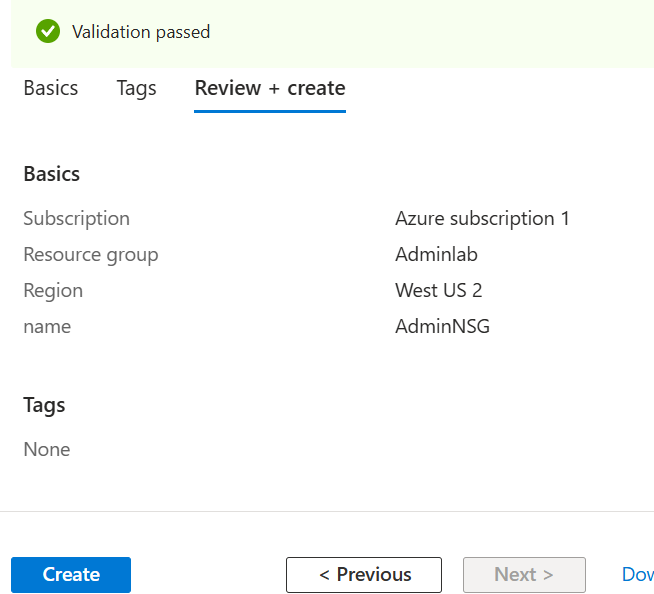 Validation passed
Basics Tags Review + create
Basics
Subscription Azure subscription 1
Resource group Adminlab
Region West US 2
name AdminNSG
Tags
None
Create < Previous Next >